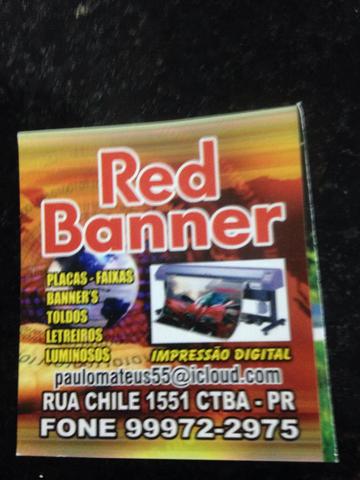 Red
Banner
PLACAS - FAIXAS
BANNER'S
TOLDOS
LETREIROS
LUMINOSOS
IMPRESSÃO DIGITAL
paulomateus55@icloud.com
RUA CHILE 1551 CTBA - PR
FONE 99972-2975